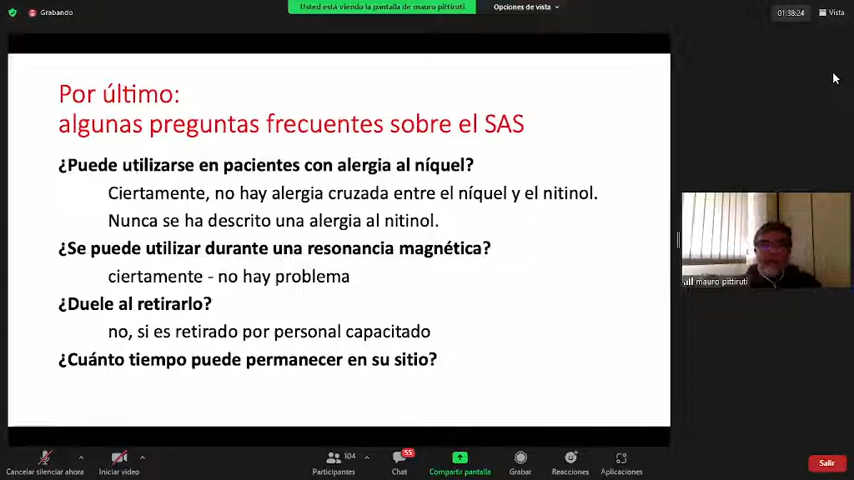 Grabando
Usted está viendo la pantalla de mauro pittiruti
Opciones de vista
01:38:24
Vista
Por último:
algunas preguntas frecuentes sobre el SAS
¿Puede utilizarse en pacientes con alergia al níquel?
Ciertamente, no hay alergia cruzada entre el níquel y el nitinol.
Nunca se ha descrito una alergia al nitinol.
¿Se puede utilizar durante una resonancia magnética?
ciertamente - no hay problema
¿Duele al retirarlo?
no, si es retirado por personal capacitado
¿Cuánto tiempo puede permanecer en su sitio?
mauro pittiruti
Cancelar silenciar ahora
Iniciar video
104
Participantes
55
Chat
Compartir pantalla
Grabar
Reacciones
Aplicaciones
Salir